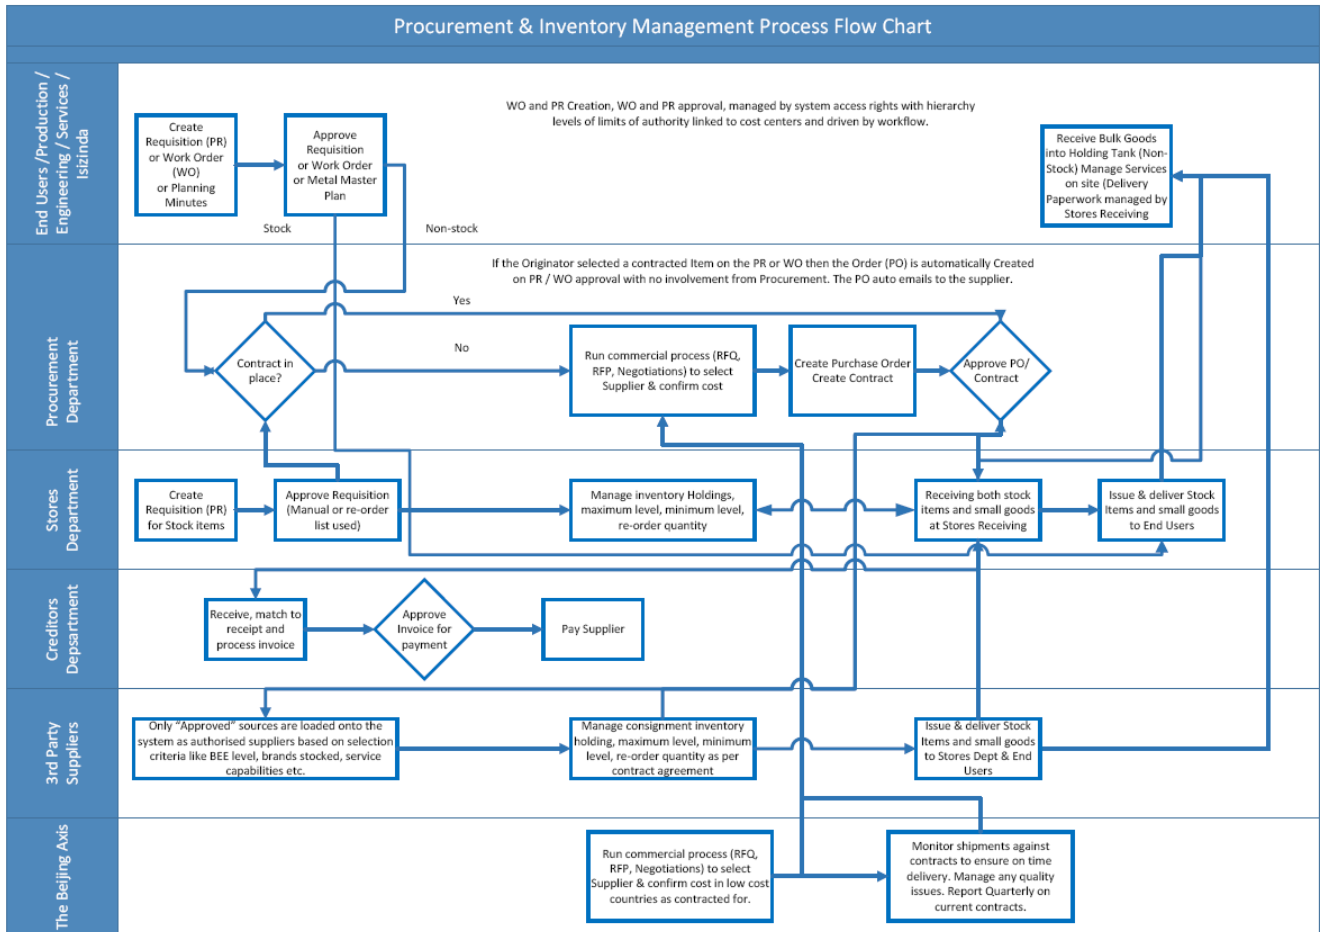 Procurement & Inventory Management Process Flow Chart
End Users /Production /
Engineering / Services /
Isizinda
Create
Requisition (PR)
or Work Order
(WO)
or Planning
Minutes
Approve
Requisition
or Work Order
or Metal Master
Plan
WO and PR Creation, WO and PR approval, managed by system access rights with hierarchy
levels of limits of authority linked to cost centers and driven by workflow.
Receive Bulk Goods
into Holding Tank (Non-
Stock) Manage Services
on site (Delivery
Paperwork managed by
Stores Receiving
Stock
Non-stock
Procurement
Department
If the Originator selected a contracted Item on the PR or WO then the Order (PO) is automatically Created
on PR / WO approval with no involvement from Procurement. The PO auto emails to the supplier.
Yes
No
Contract in
place?
Run commercial process (RFQ,
RFP, Negotiations) to select
Supplier & confirm cost
Create Purchase Order
Create Contract
Approve PO/
Contract
Stores
Department
Create
Requisition (PR)
for Stock items
Approve Requisition
(Manual or re-order
list used)
Manage inventory Holdings,
maximum level, minimum level,
re-order quantity
Receiving both stock
items and small goods
at Stores Receiving
Issue & deliver Stock
Items and small goods
to End Users
Creditors
Depsartment
Receive, match to
receipt and
process invoice
Approve
Invoice for
payment
Pay Supplier
3rd Party
Suppliers
Only “Approved” sources are loaded onto the
system as authorised suppliers based on selection
criteria like BEE level, brands stocked, service
capabilities etc.
Manage consignment inventory
holding, maximum level, minimum
level, re-order quantity as per
contract agreement
Issue & deliver Stock
Items and small goods
to Stores Dept & End
Users
The Beijing Axis
Run commercial process (RFQ,
RFP, Negotiations) to select
Supplier & confirm cost in low cost
countries as contracted for.
Monitor shipments against
contracts to ensure on time
delivery. Manage any quality
issues. Report Quarterly on
current contracts.